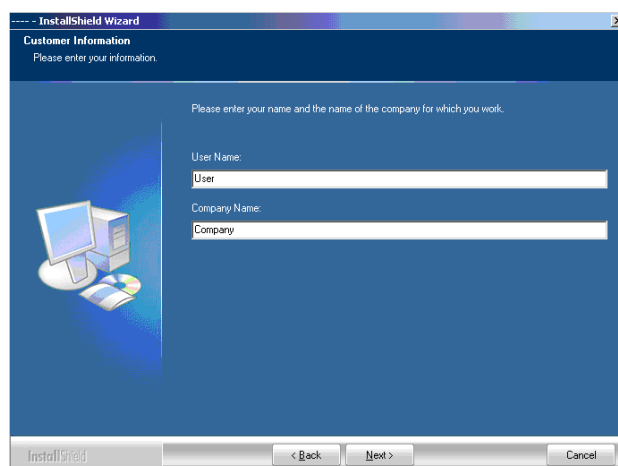 ---- - InstallShield Wizard
Customer Information
Please enter your information.
Please enter your name and the name of the company for which you work.
User Name:
User
Company Name:
Company
InstallShield
< Back
Next >
Cancel